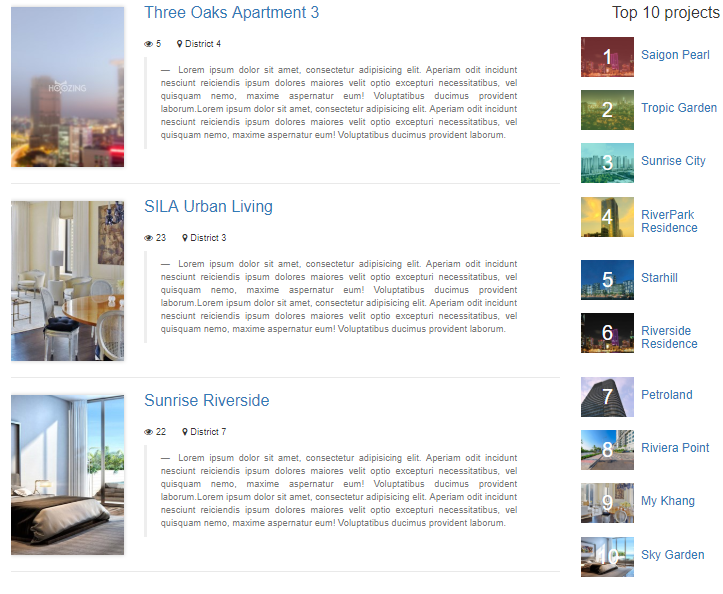 Three Oaks Apartment 3
5 District 4
— Lorem ipsum dolor sit amet, consectetur adipisicing elit. Aperiam odit incidunt
nesciunt reiciendis ipsum dolores maiores velit optio excepturi necessitatibus, vel
quisquam nemo, maxime aspernatur eum! Voluptatibus ducimus provident
laborum.Lorem ipsum dolor sit amet, consectetur adipisicing elit. Aperiam odit incidunt
nesciunt reiciendis ipsum dolores maiores velit optio excepturi necessitatibus, vel
quisquam nemo, maxime aspernatur eum! Voluptatibus ducimus provident laborum.
HOOZING
SILA Urban Living
23 District 3
— Lorem ipsum dolor sit amet, consectetur adipisicing elit. Aperiam odit incidunt
nesciunt reiciendis ipsum dolores maiores velit optio excepturi necessitatibus, vel
quisquam nemo, maxime aspernatur eum! Voluptatibus ducimus provident
laborum.Lorem ipsum dolor sit amet, consectetur adipisicing elit. Aperiam odit incidunt
nesciunt reiciendis ipsum dolores maiores velit optio excepturi necessitatibus, vel
quisquam nemo, maxime aspernatur eum! Voluptatibus ducimus provident laborum.
Sunrise Riverside
22 District 7
— Lorem ipsum dolor sit amet, consectetur adipisicing elit. Aperiam odit incidunt
nesciunt reiciendis ipsum dolores maiores velit optio excepturi necessitatibus, vel
quisquam nemo, maxime aspernatur eum! Voluptatibus ducimus provident
laborum.Lorem ipsum dolor sit amet, consectetur adipisicing elit. Aperiam odit incidunt
nesciunt reiciendis ipsum dolores maiores velit optio excepturi necessitatibus, vel
quisquam nemo, maxime aspernatur eum! Voluptatibus ducimus provident laborum.
Top 10 projects
1 Saigon Pearl
2 Tropic Garden
3 Sunrise City
4 RiverPark
Residence
5 Starhill
6 Riverside
Residence
7 Petroland
8 Riviera Point
9 My Khang
Sky Garden